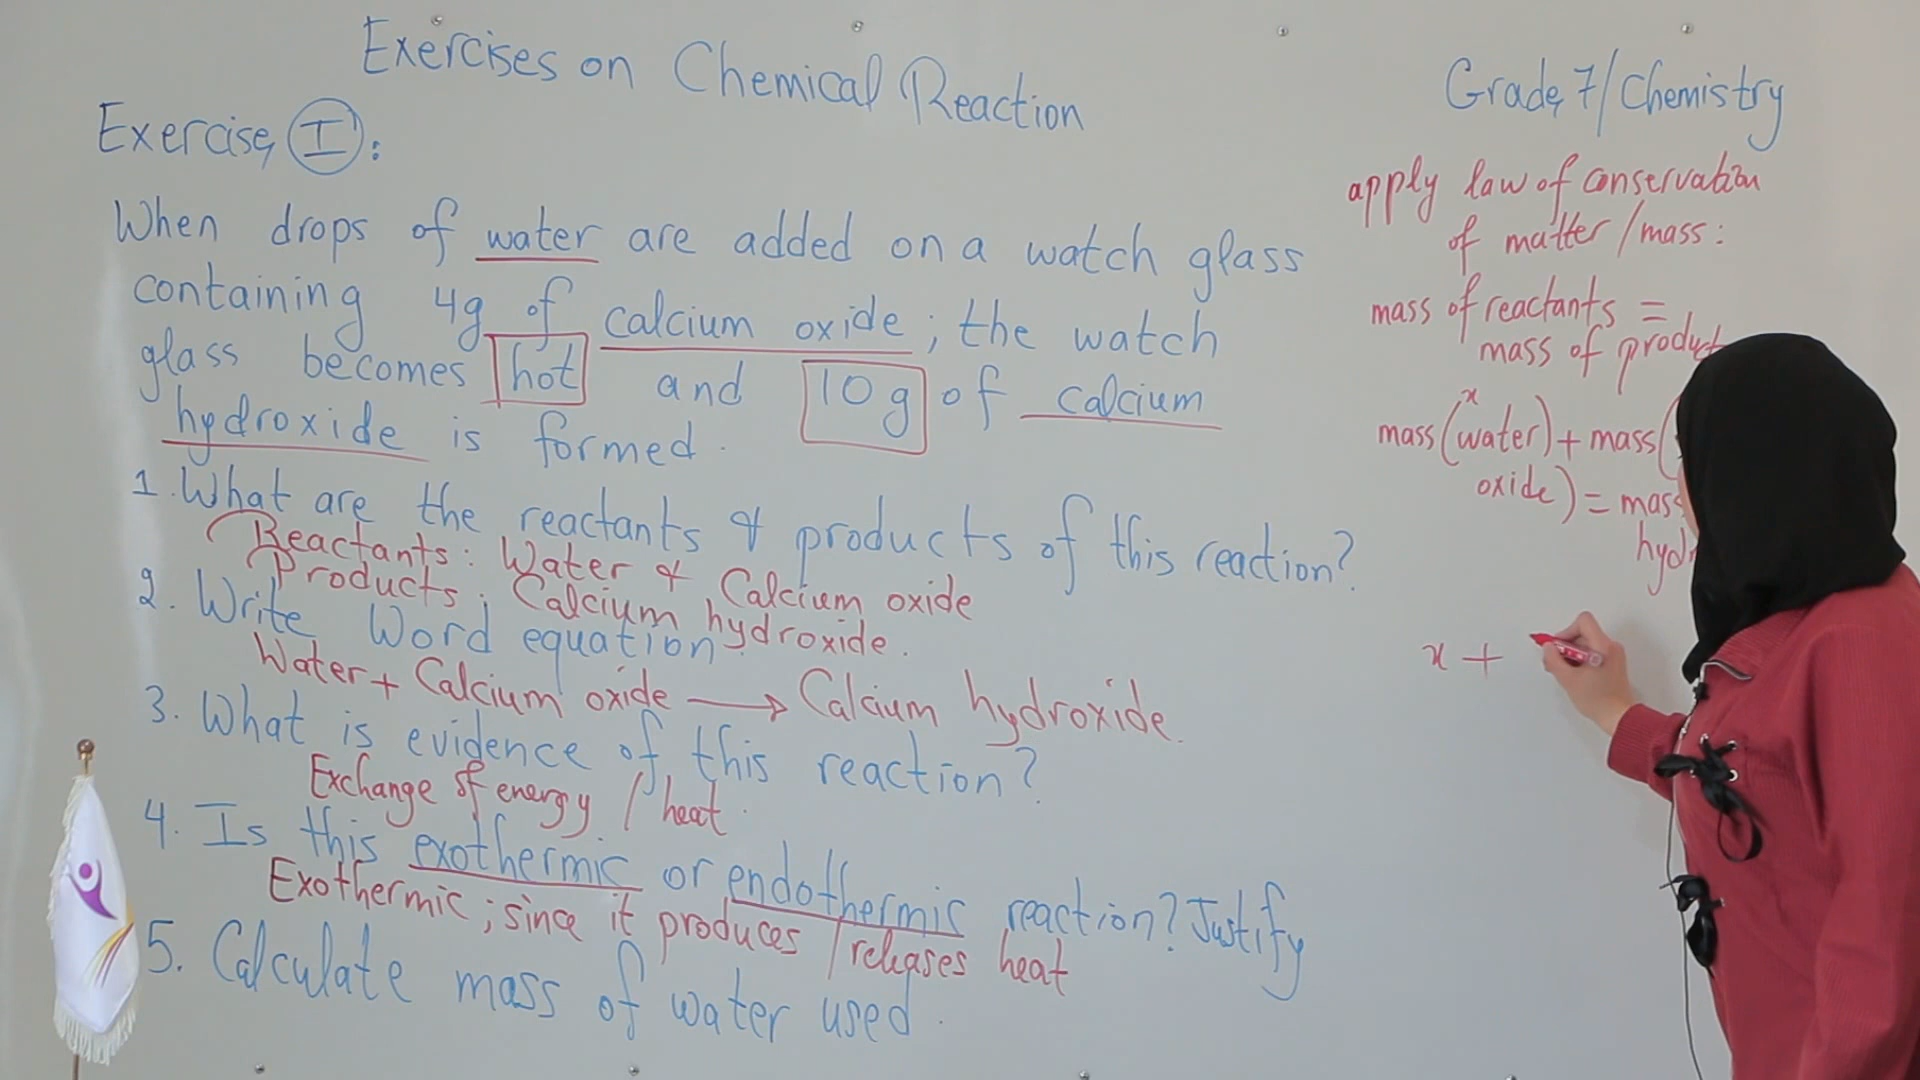 Exercises on Chemical Reaction
Exercise I :
When drops of water are added on a watch glass
containing 4g of calcium oxide ; the watch
glass becomes hot and 10g of calcium
hydroxide is formed.
1. What are the reactants & products of this reaction?
Reactants : Water & Calcium oxide
Products : Calcium hydroxide.
2. Write Word equation.
Water + Calcium oxide → Calcium hydroxide.
3. What is evidence of this reaction?
Exchange of energy / heat.
4. Is this exothermic or endothermic reaction? Justify
Exothermic ; since it produces / releases heat
5. Calculate mass of water used.
Grade 7 / Chemistry
apply law of conservation
of matter / mass :
mass of reactants =
mass of product
x
mass (water) + mass (
oxide) = mass
hyd
x +